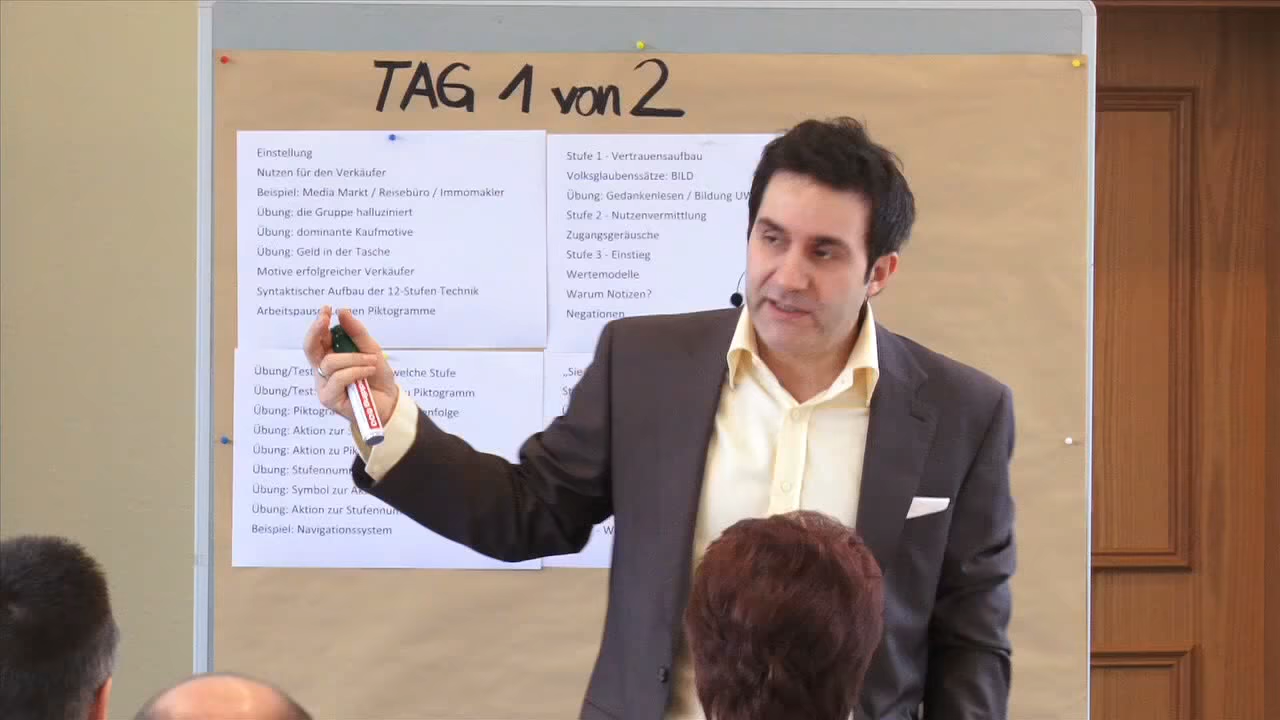 TAG 1 von 2
Einstellung
Nutzen für den Verkäufer
Beispiel: Media Markt / Reisebüro / Immomakler
Übung: die Gruppe halluziniert
Übung: dominante Kaufmotive
Übung: Geld in der Tasche
Motive erfolgreicher Verkäufer
Syntaktischer Aufbau der 12-Stufen Technik
Piktogramme
Stufe 1 - Vertrauensaufbau
Volksglaubenssätze: BILD
Übung: Gedankenlesen / Bildung
Stufe 2 - Nutzenvermittlung
Zugangsgeräusche
Stufe 3 - Einstieg
Wertemodelle
Warum Notizen?
Negationen
Übung/Test: welche Stufe
Übung/Test: Piktogramm
Übung:
Übung: Aktion zur
Übung: Aktion zu
Übung:
Übung: Symbol zur
Übung: Aktion zur
Beispiel: Navigationssystem